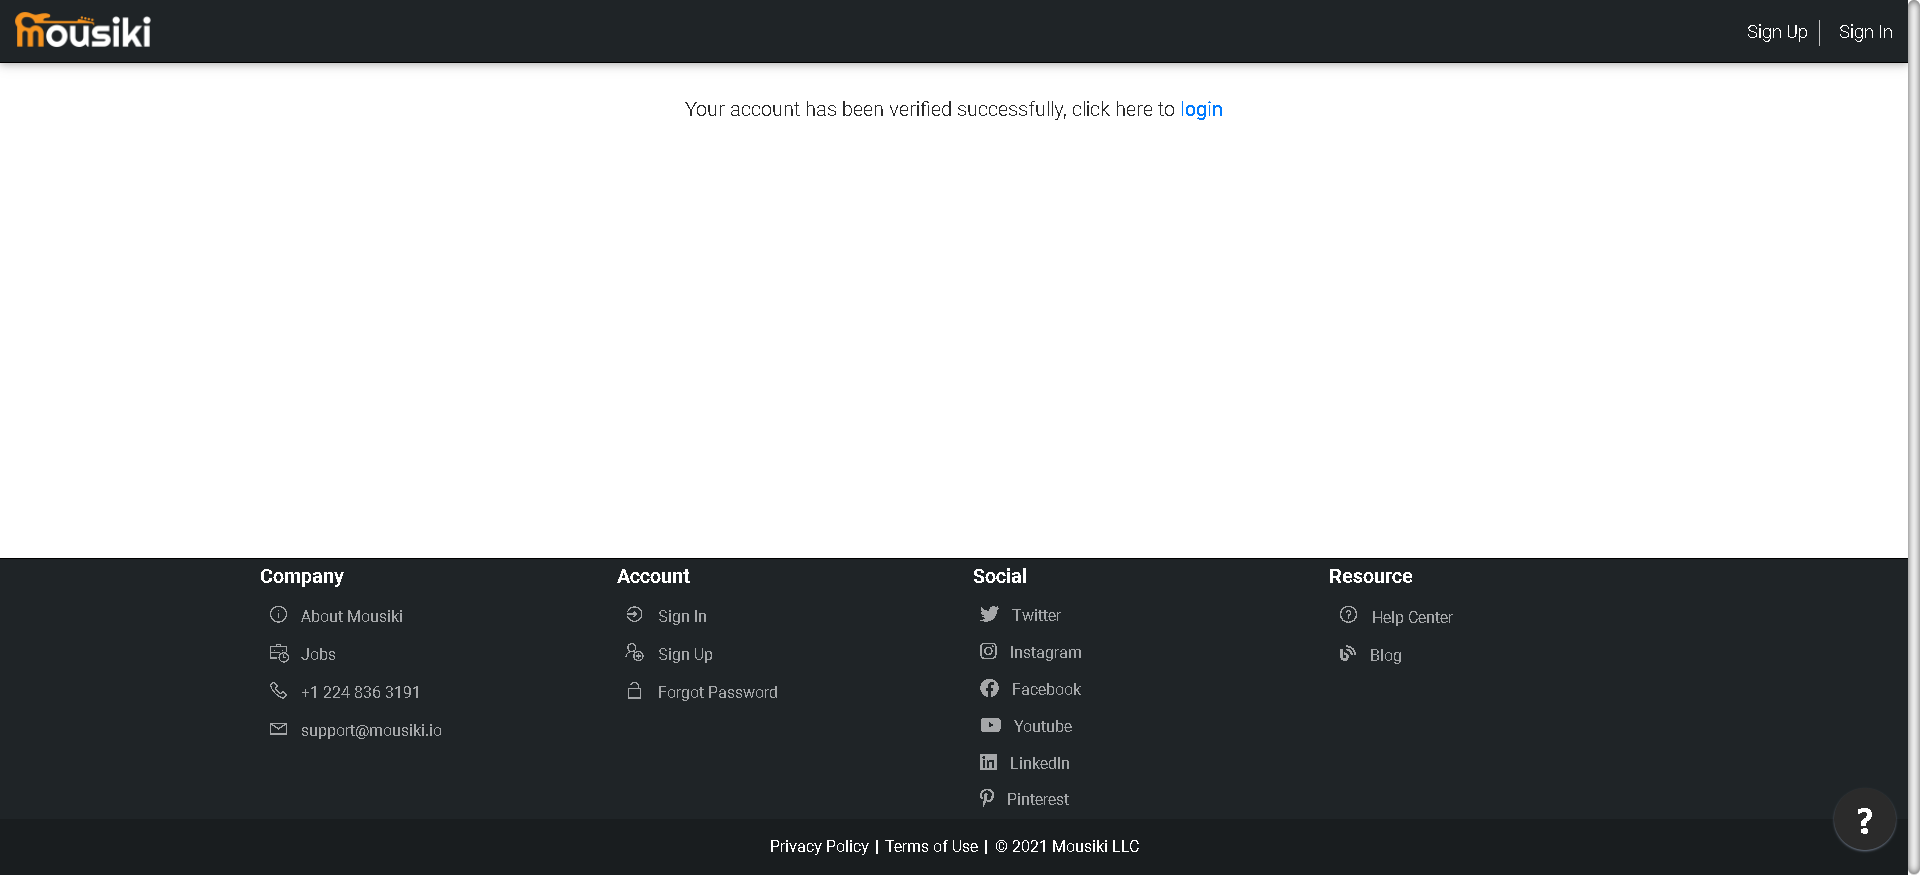 mousiki
Sign Up
Sign In
Your account has been verified successfully, click here to login
Company
About Mousiki
Jobs
+1 224 836 3191
support@mousiki.io
Account
Sign In
Sign Up
Forgot Password
Social
Twitter
Instagram
Facebook
Youtube
LinkedIn
Pinterest
Resource
Help Center
Blog
?
Privacy Policy | Terms of Use | © 2021 Mousiki LLC